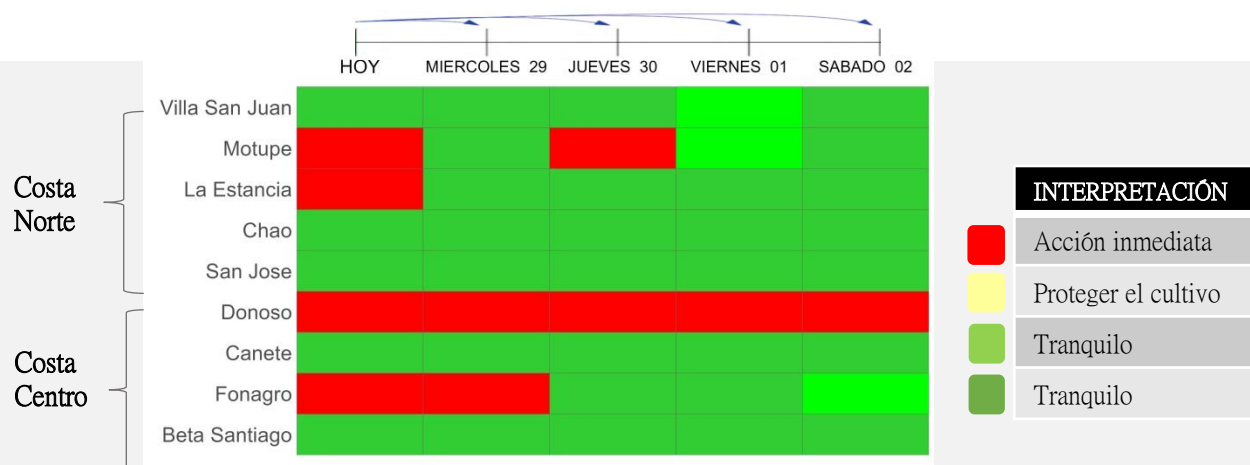 HOY MIERCOLES 29 JUEVES 30 VIERNES 01 SABADO 02
Costa
Norte
Villa San Juan
Motupe
La Estancia
Chao
San Jose
Costa
Centro
Donoso
Canete
Fonagro
Beta Santiago
INTERPRETACIÓN
Acción inmediata
Proteger el cultivo
Tranquilo
Tranquilo